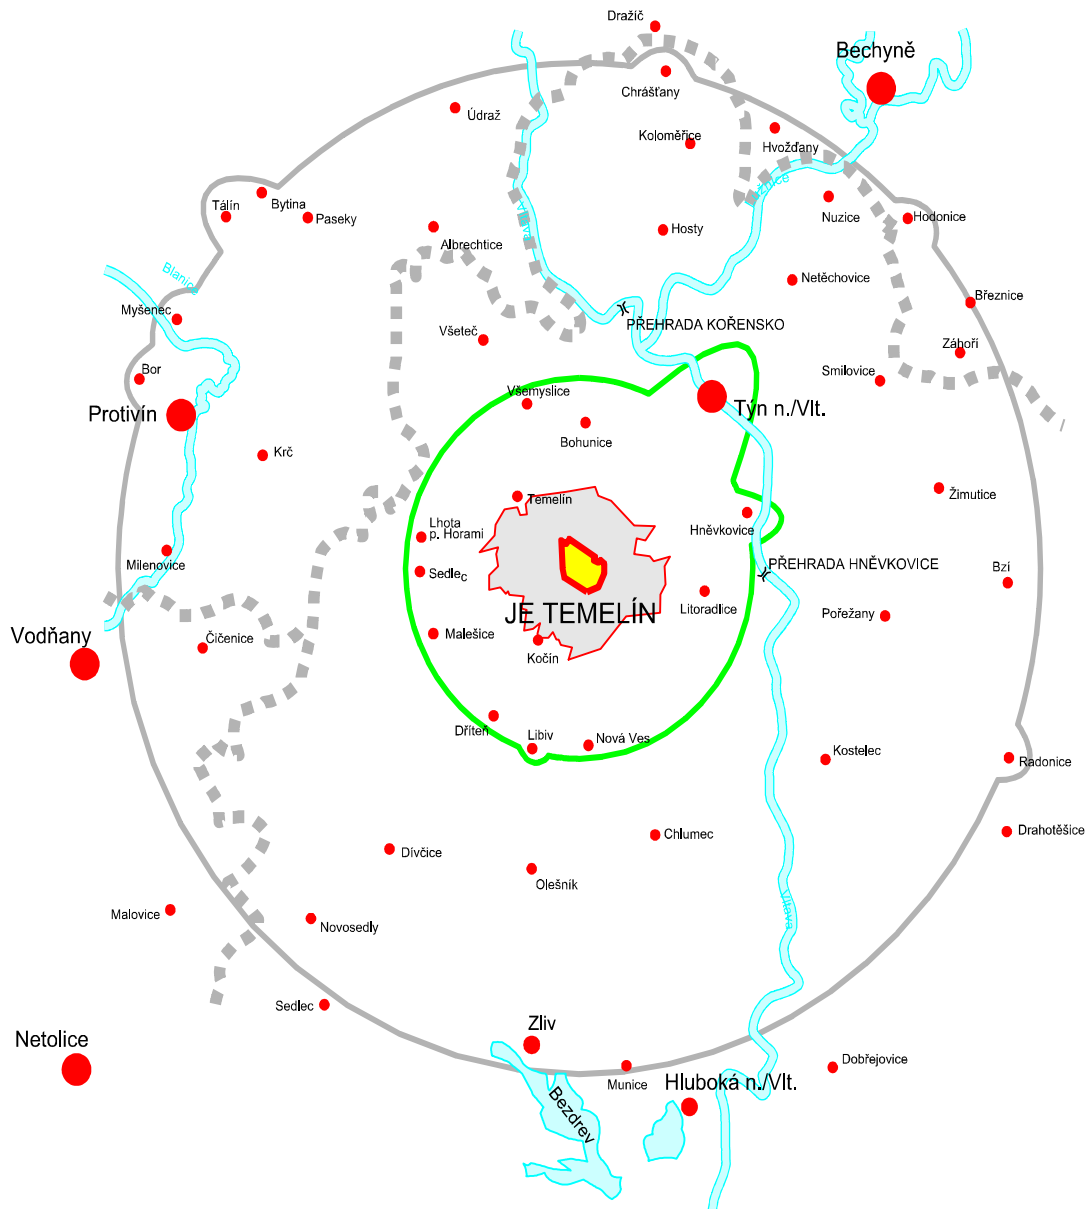 Dražíč
Bechyně
Chrášťany
Údraž
Koloměřice
Hvožďany
Lužnice
Tálín
Bytina
Paseky
Nuzice
Hodonice
Vltava
Albrechtice
Hosty
Blanice
Netěchovice
Březnice
Myšenec
PŘEHRADA KOŘENSKO
Všeteč
Záboří
Bor
Smilovice
Všemyslice
Protivín
Týn n./Vlt.
Bohunice
Krč
Temelín
Žimutice
Lhota
p. Horami
Hněvkovice
Milenovice
PŘEHRADA HNĚVKOVICE
Sedlec
Bzí
Litoradlice
JE TEMELÍN
Pořežany
Vodňany
Čičenice
Malešice
Kočín
Dříteň
Libiv
Nová Ves
Kostelec
Radonice
Chlumec
Drahotěšice
Dívčice
Olešník
Malovice
Novosedly
Vltava
Sedlec
Netolice
Zliv
Munice
Dobřejovice
Hluboká n./Vlt.
Bezdrev